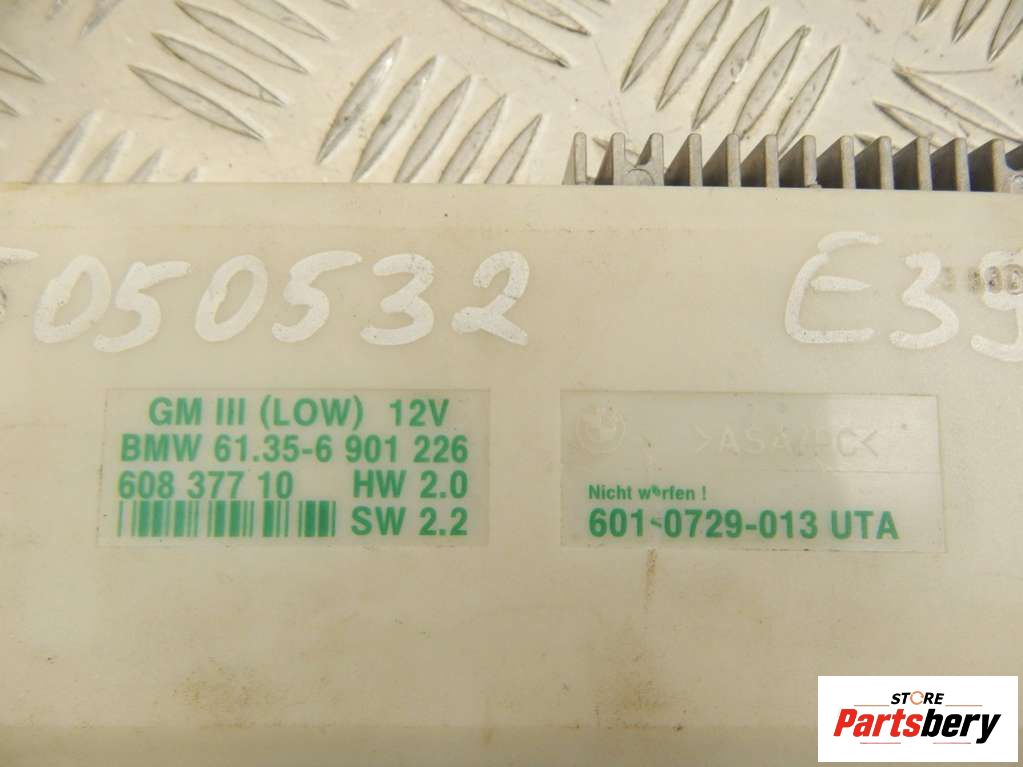 050532
E39
GM III (LOW) 12V
BMW 61.35-6 901 226
608 377 10 HW 2.0
SW 2.2
>ASA/PC<
Nicht werfen !
601-0729-013 UTA
STORE
Partsbery